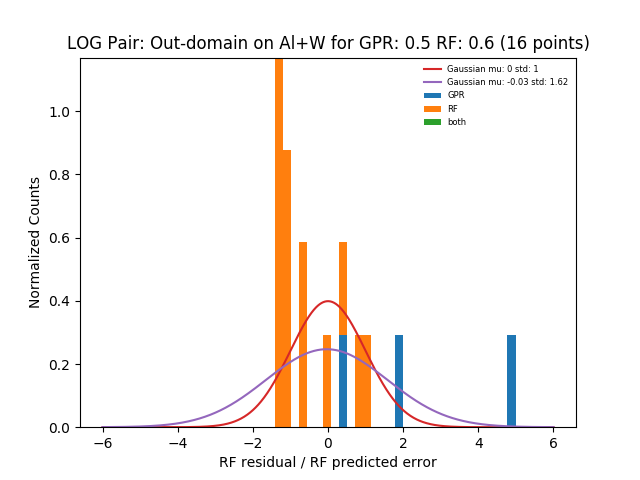 LOG Pair: Out-domain on Al+W for GPR: 0.5 RF: 0.6 (16 points)
Gaussian mu: 0 std: 1
Gaussian mu: -0.03 std: 1.62
GPR
RF
both
1.0
0.8
0.6
0.4
0.2
0.0
Normalized Counts
−6 −4 −2 0 2 4 6
RF residual / RF predicted error